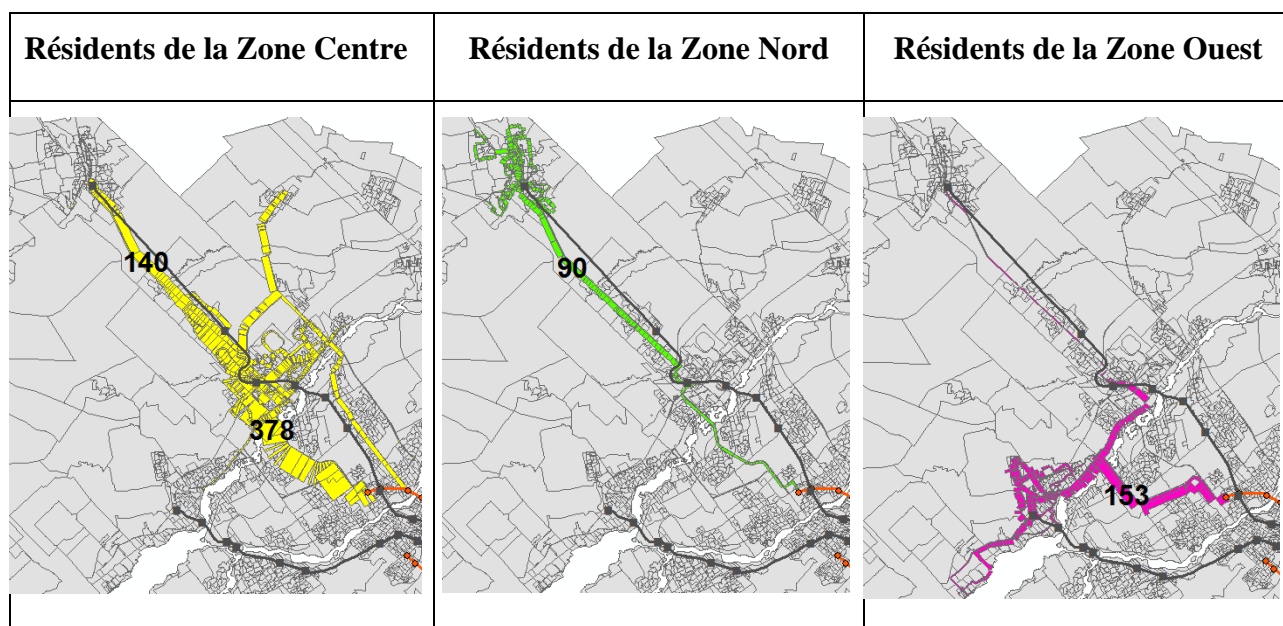 Résidents de la Zone Centre
Résidents de la Zone Nord
Résidents de la Zone Ouest
140
378
90
153